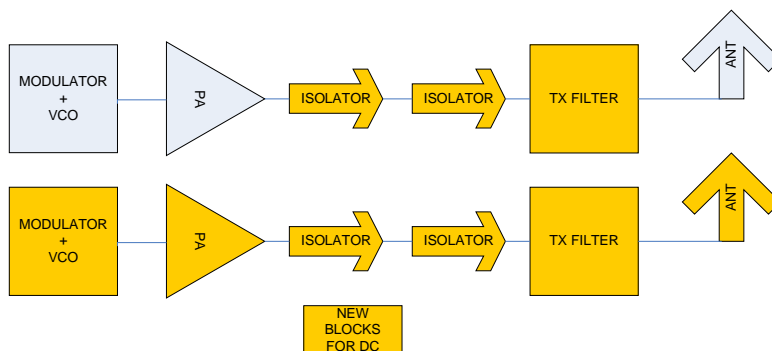 MODULATOR
+
VCO
PA
ISOLATOR
ISOLATOR
TX FILTER
ANT
MODULATOR
+
VCO
PA
ISOLATOR
ISOLATOR
TX FILTER
ANT
NEW
BLOCKS
FOR DC